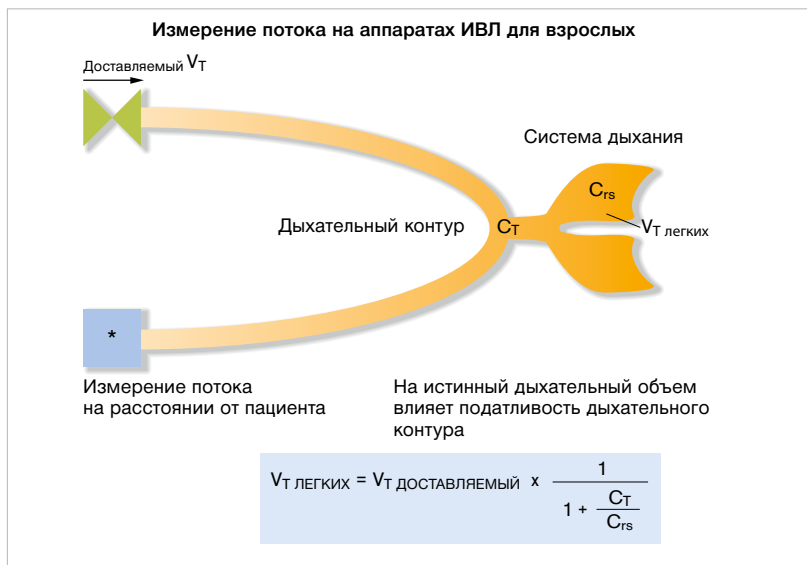 Измерение потока на аппаратах ИВЛ для взрослых
Доставляемый VT
Система дыхания
Crs
VT легких
Дыхательный контур
CT
*
Измерение потока
на расстоянии от пациента
На истинный дыхательный объем
влияет податливость дыхательного
контура
VT ЛЕГКИХ = VT ДОСТАВЛЯЕМЫЙ x 1 / (1 + CT / Crs)